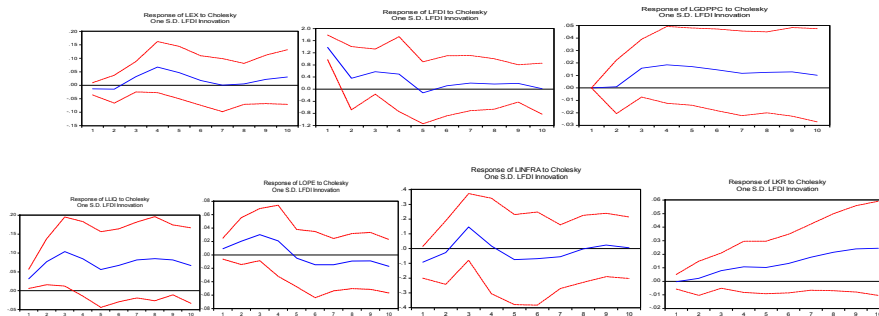 Response of LEX to Cholesky
One S.D. LFDI Innovation
.20
.15
.10
.05
.00
-.05
-.10
-.15
1 2 3 4 5 6 7 8 9 10
Response of LFDI to Cholesky
One S.D. LFDI Innovation
2.0
1.6
1.2
0.8
0.4
0.0
-0.4
-0.8
-1.2
1 2 3 4 5 6 7 8 9 10
Response of LGDPPC to Cholesky
One S.D. LFDI Innovation
.05
.04
.03
.02
.01
.00
-.01
-.02
-.03
1 2 3 4 5 6 7 8 9 10
Response of LLIQ to Cholesky
One S.D. LFDI Innovation
.20
.15
.10
.05
.00
-.05
1 2 3 4 5 6 7 8 9 10
Response of LOPE to Cholesky
One S.D. LFDI Innovation
.08
.06
.04
.02
.00
-.02
-.04
-.06
-.08
1 2 3 4 5 6 7 8 9 10
Response of LINFRA to Cholesky
One S.D. LFDI Innovation
.4
.3
.2
.1
.0
-.1
-.2
-.3
-.4
1 2 3 4 5 6 7 8 9 10
Response of LKR to Cholesky
One S.D. LFDI Innovation
.06
.05
.04
.03
.02
.01
.00
-.01
-.02
1 2 3 4 5 6 7 8 9 10